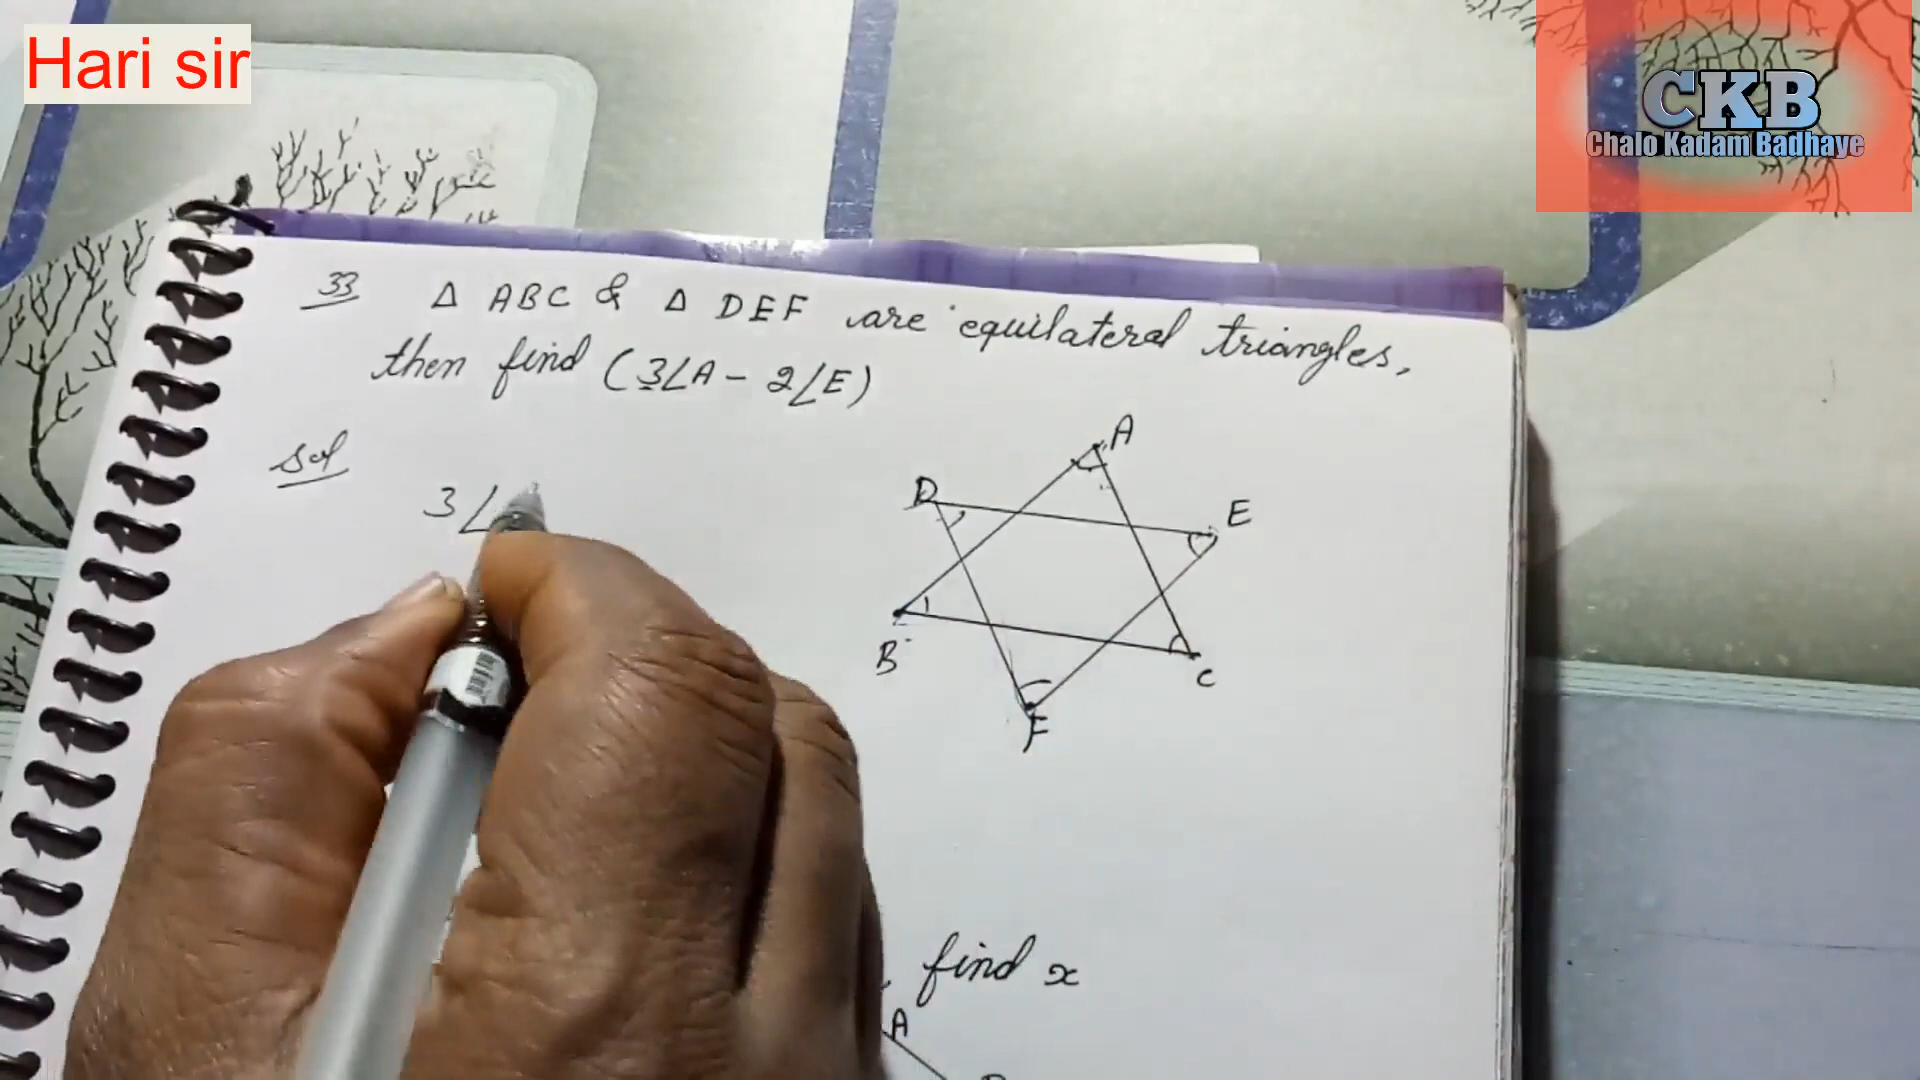 Hari sir
CKB
Chalo Kadam Badhaye
33 Δ ABC & Δ DEF are equilateral triangles,
then find (3∠A - 2∠E)
Sol
3∠
A
D
E
B
C
F
find x
A